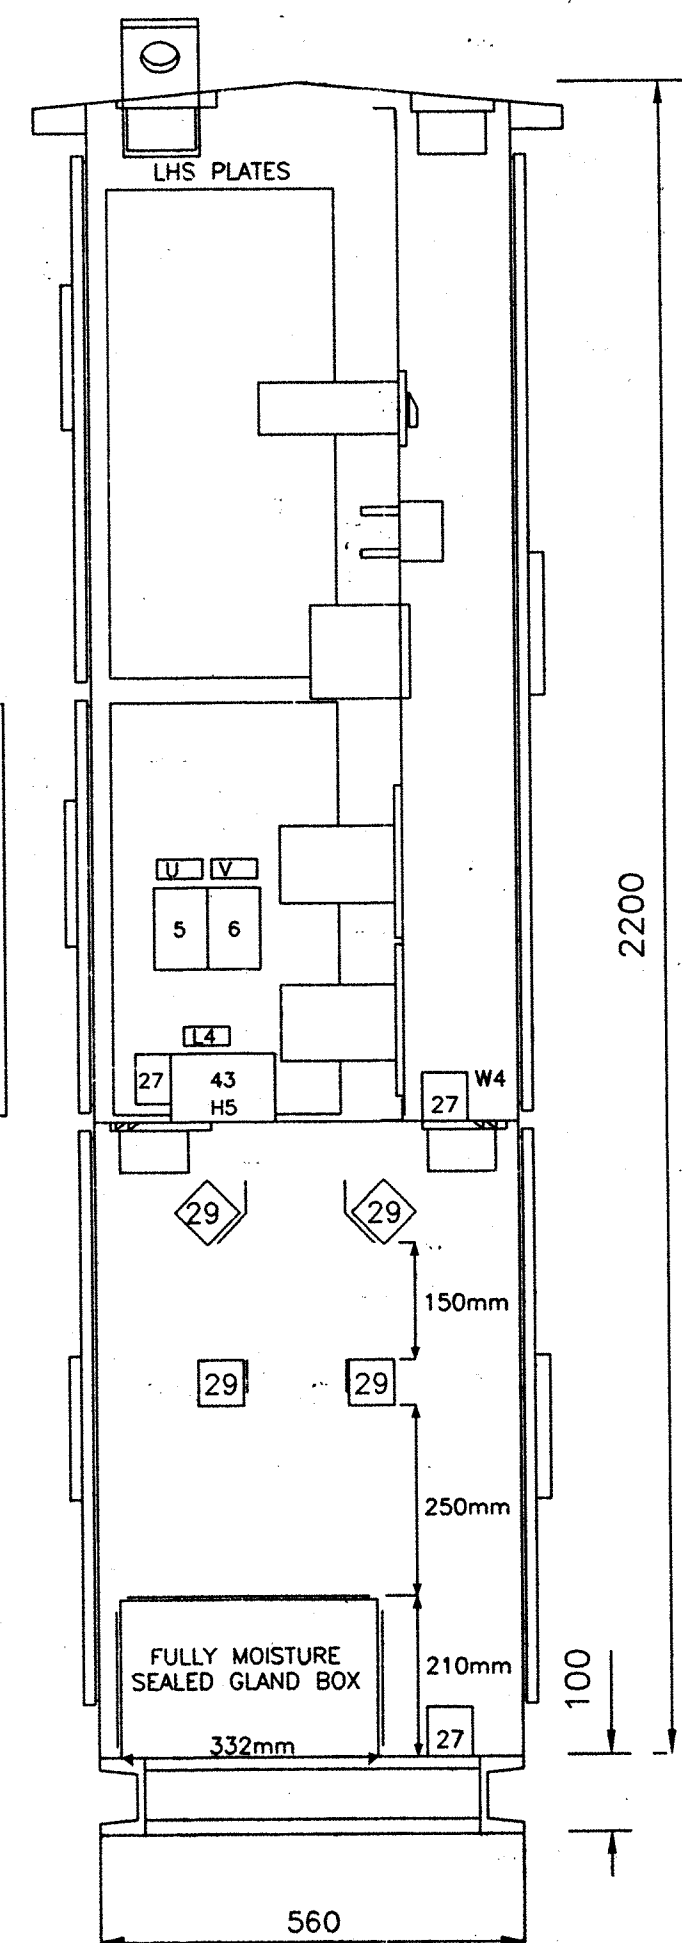 LHS PLATES
2200
U V
5 6
L4
27 43 H5
27 W4
29 29
150mm
29 29
250mm
FULLY MOISTURE
SEALED GLAND BOX
210mm
100
332mm
27
560